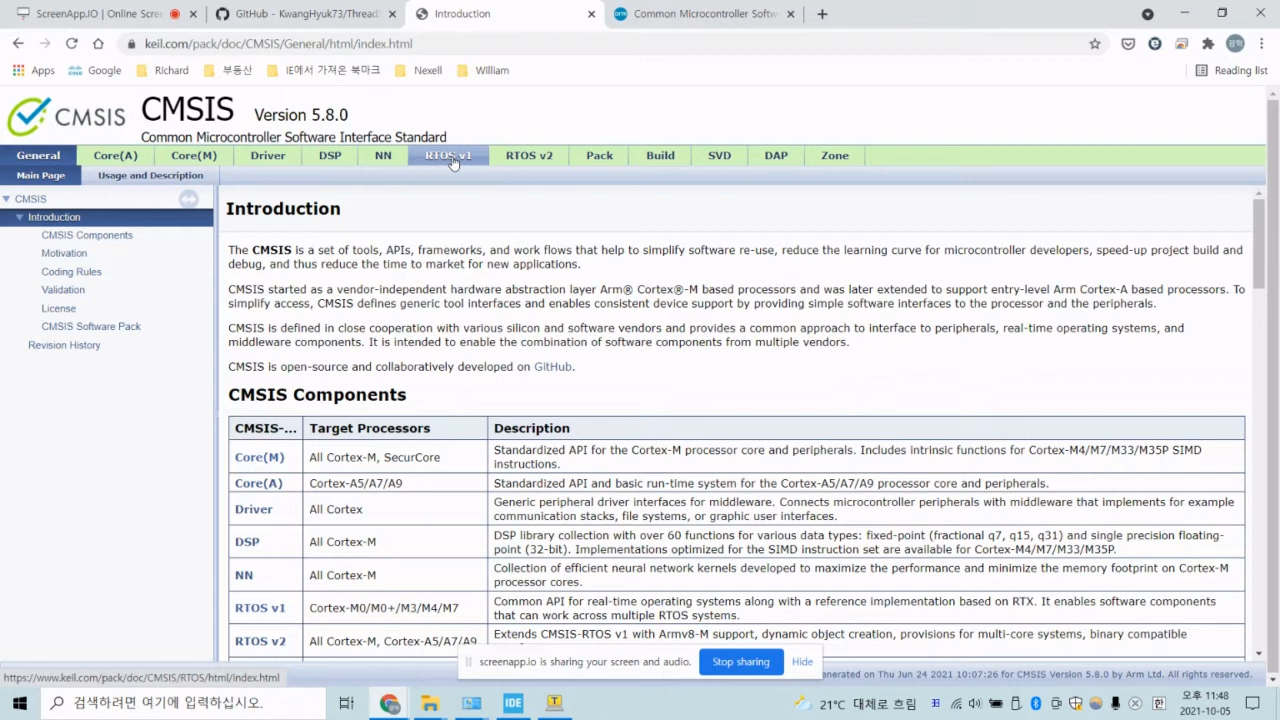 ScreenApp.IO | Online Scree
GitHub - KwangHyuk73/Thread
Introduction
Common Microcontroller Softw
keil.com/pack/doc/CMSIS/General/html/index.html
광혁
Apps Google Richard 부동산 IE에서 가져온 북마크 Nexell William Reading list
CMSIS
CMSIS Version 5.8.0
Common Microcontroller Software Interface Standard
General Core(A) Core(M) Driver DSP NN RTOS v1 RTOS v2 Pack Build SVD DAP Zone
Main Page Usage and Description
CMSIS
Introduction
CMSIS Components
Motivation
Coding Rules
Validation
License
CMSIS Software Pack
Revision History
Introduction
The CMSIS is a set of tools, APIs, frameworks, and work flows that help to simplify software re-use, reduce the learning curve for microcontroller developers, speed-up project build and
debug, and thus reduce the time to market for new applications.
CMSIS started as a vendor-independent hardware abstraction layer Arm® Cortex®-M based processors and was later extended to support entry-level Arm Cortex-A based processors. To
simplify access, CMSIS defines generic tool interfaces and enables consistent device support by providing simple software interfaces to the processor and the peripherals.
CMSIS is defined in close cooperation with various silicon and software vendors and provides a common approach to interface to peripherals, real-time operating systems, and
middleware components. It is intended to enable the combination of software components from multiple vendors.
CMSIS is open-source and collaboratively developed on GitHub.
CMSIS Components
CMSIS-... Target Processors Description
Core(M) All Cortex-M, SecurCore Standardized API for the Cortex-M processor core and peripherals. Includes intrinsic functions for Cortex-M4/M7/M33/M35P SIMD
instructions.
Core(A) Cortex-A5/A7/A9 Standardized API and basic run-time system for the Cortex-A5/A7/A9 processor core and peripherals.
Driver All Cortex Generic peripheral driver interfaces for middleware. Connects microcontroller peripherals with middleware that implements for example
communication stacks, file systems, or graphic user interfaces.
DSP All Cortex-M DSP library collection with over 60 functions for various data types: fixed-point (fractional q7, q15, q31) and single precision floating-
point (32-bit). Implementations optimized for the SIMD instruction set are available for Cortex-M4/M7/M33/M35P.
NN All Cortex-M Collection of efficient neural network kernels developed to maximize the performance and minimize the memory footprint on Cortex-M
processor cores.
RTOS v1 Cortex-M0/M0+/M3/M4/M7 Common API for real-time operating systems along with a reference implementation based on RTX. It enables software components
that can work across multiple RTOS systems.
RTOS v2 All Cortex-M, Cortex-A5/A7/A9 Extends CMSIS-RTOS v1 with Armv8-M support, dynamic object creation, provisions for multi-core systems, binary compatible
screenapp.io is sharing your screen and audio. Stop sharing Hide
https://www.keil.com/pack/doc/CMSIS/RTOS/html/index.html
enerated on Thu Jun 24 2021 10:07:26 for CMSIS Version 5.8.0 by Arm Ltd. All rights reserved.
검색하려면 여기에 입력하십시오.
IDE
21°C 대체로 흐림
한
오후 11:48
2021-10-05